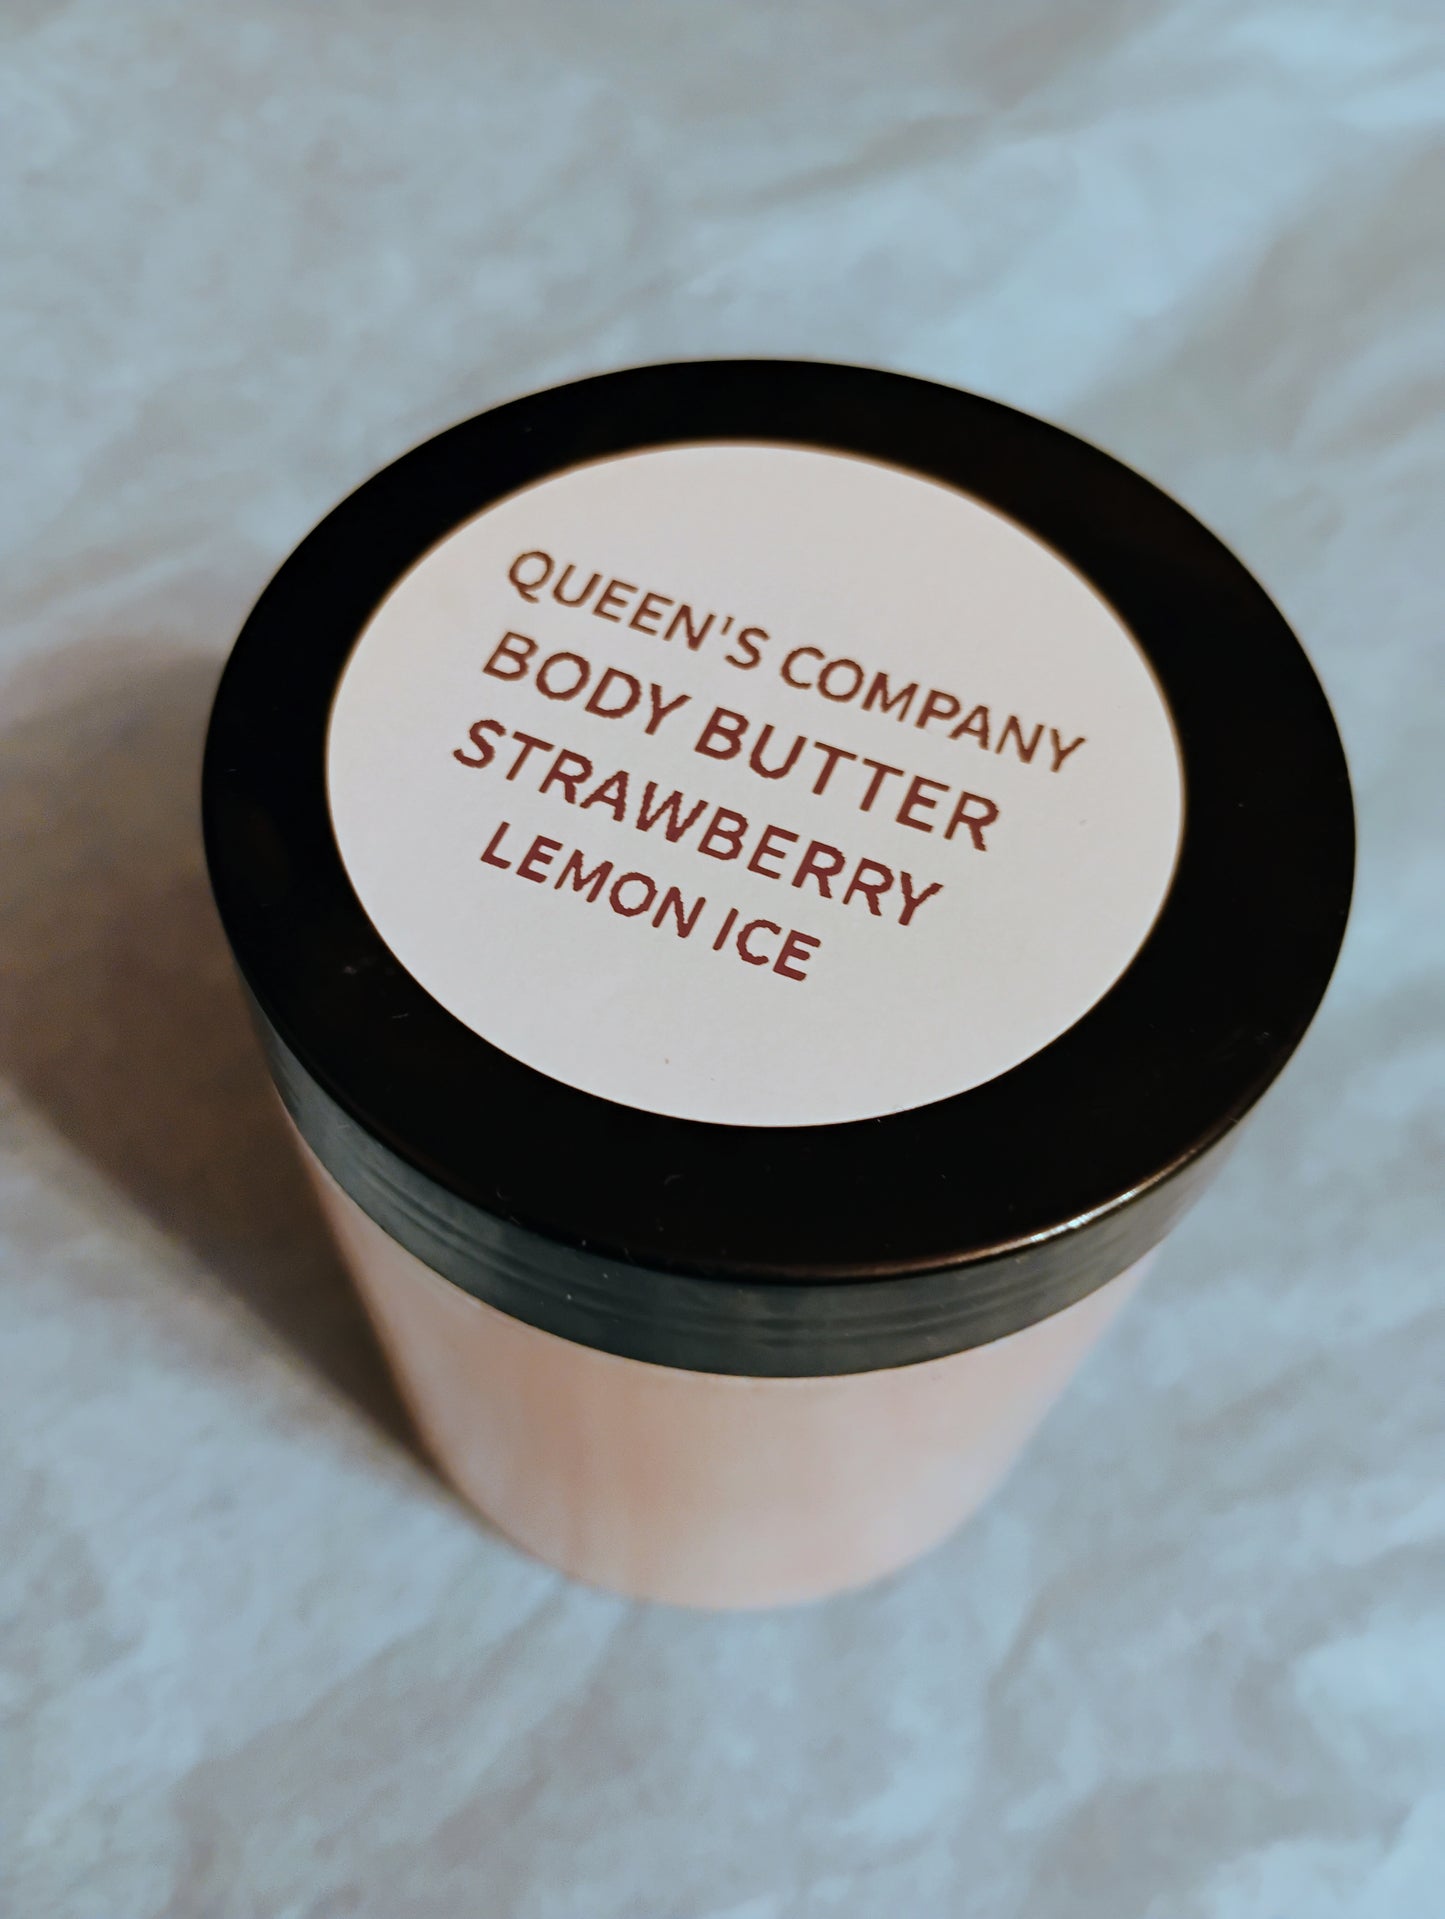 QUEEN'S COMPANY
BODY BUTTER
STRAWBERRY
LEMON ICE